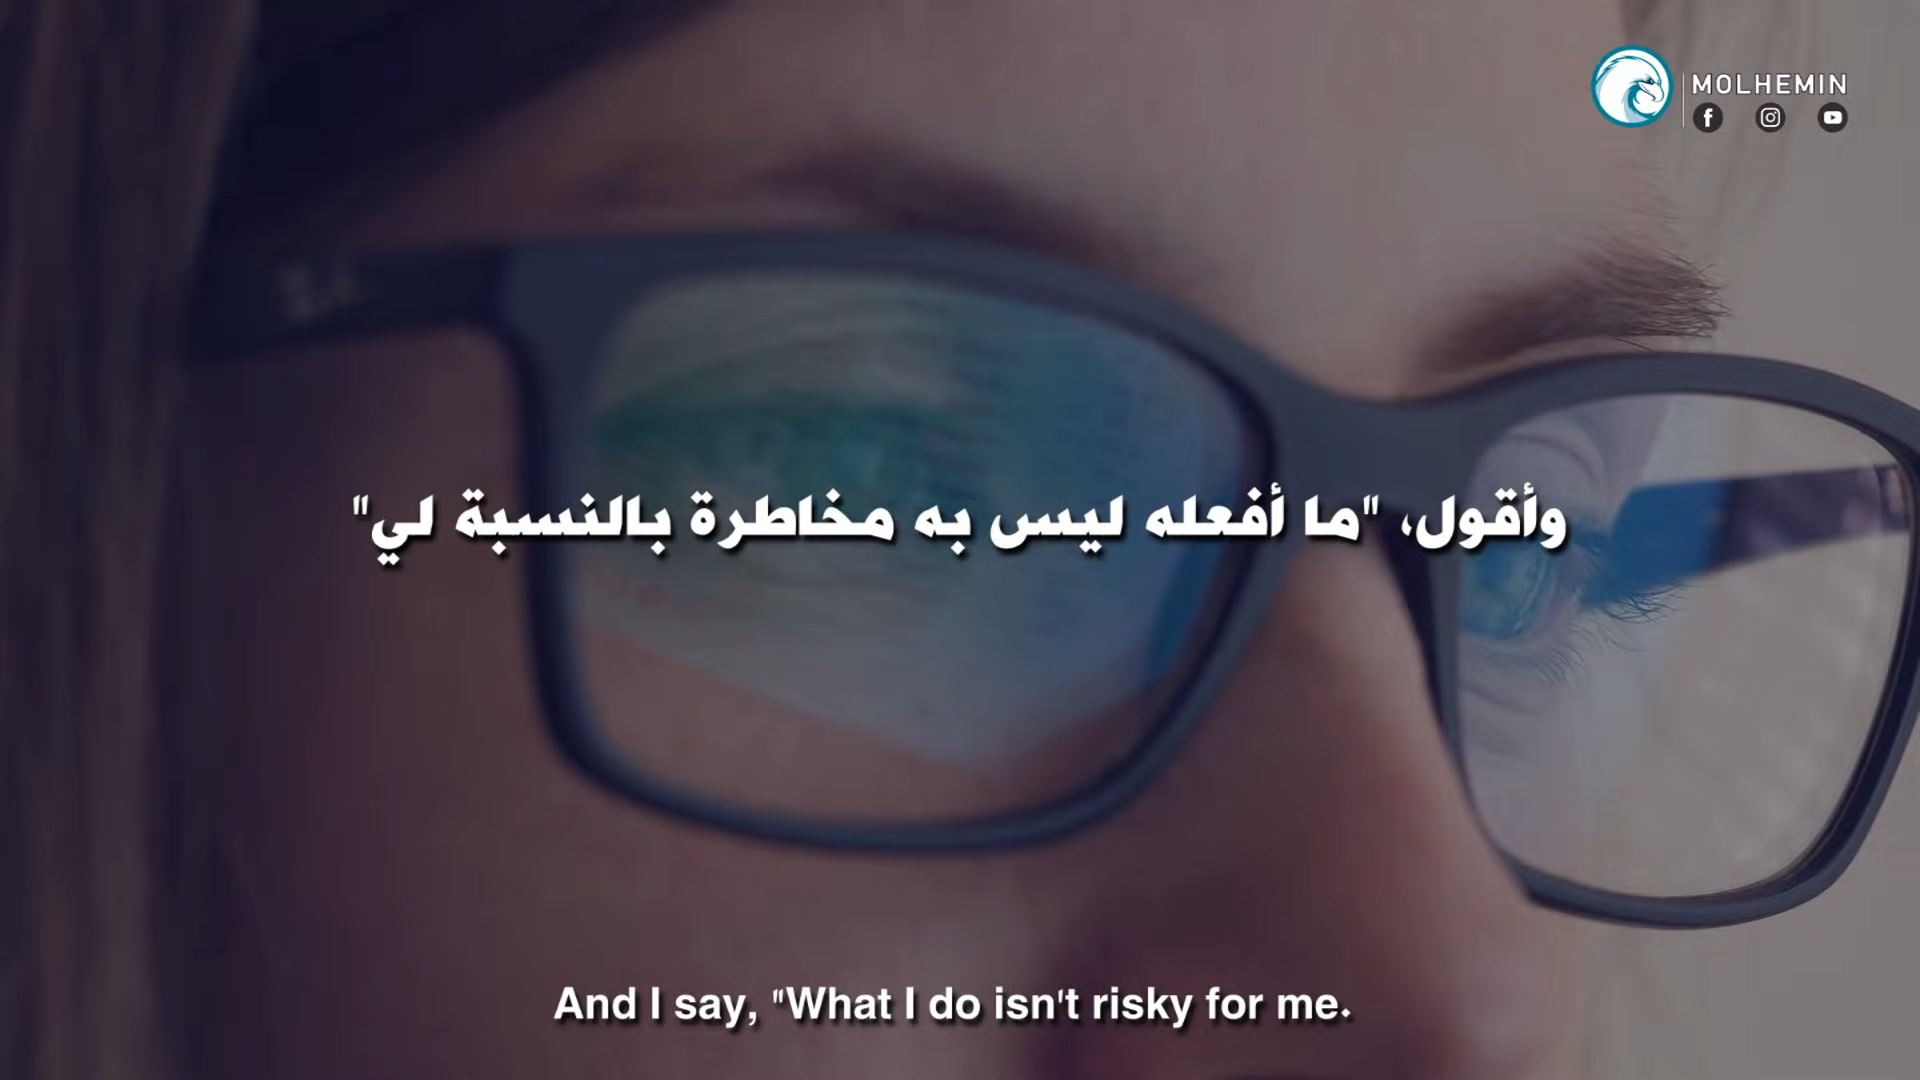 MOLHEMIN
وأقول، "ما أفعله ليس به مخاطرة بالنسبة لي"
And I say, "What I do isn't risky for me.